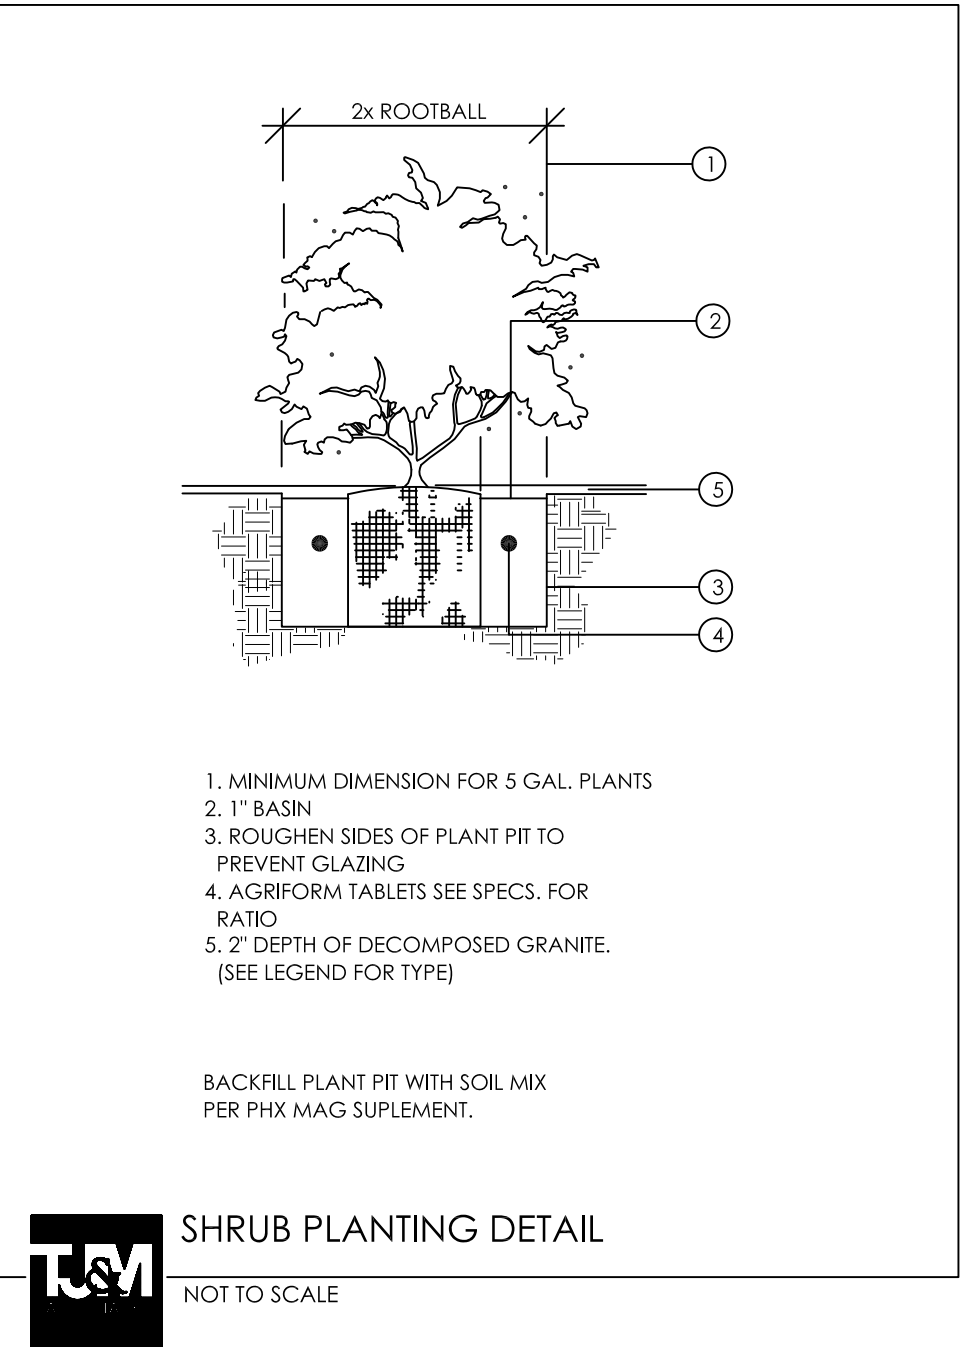 2x ROOTBALL
1
2
5
3
4
1. MINIMUM DIMENSION FOR 5 GAL. PLANTS
2. 1" BASIN
3. ROUGHEN SIDES OF PLANT PIT TO
PREVENT GLAZING
4. AGRIFORM TABLETS SEE SPECS. FOR
RATIO
5. 2" DEPTH OF DECOMPOSED GRANITE.
(SEE LEGEND FOR TYPE)
BACKFILL PLANT PIT WITH SOIL MIX
PER PHX MAG SUPLEMENT.
SHRUB PLANTING DETAIL
TJ&M
NOT TO SCALE